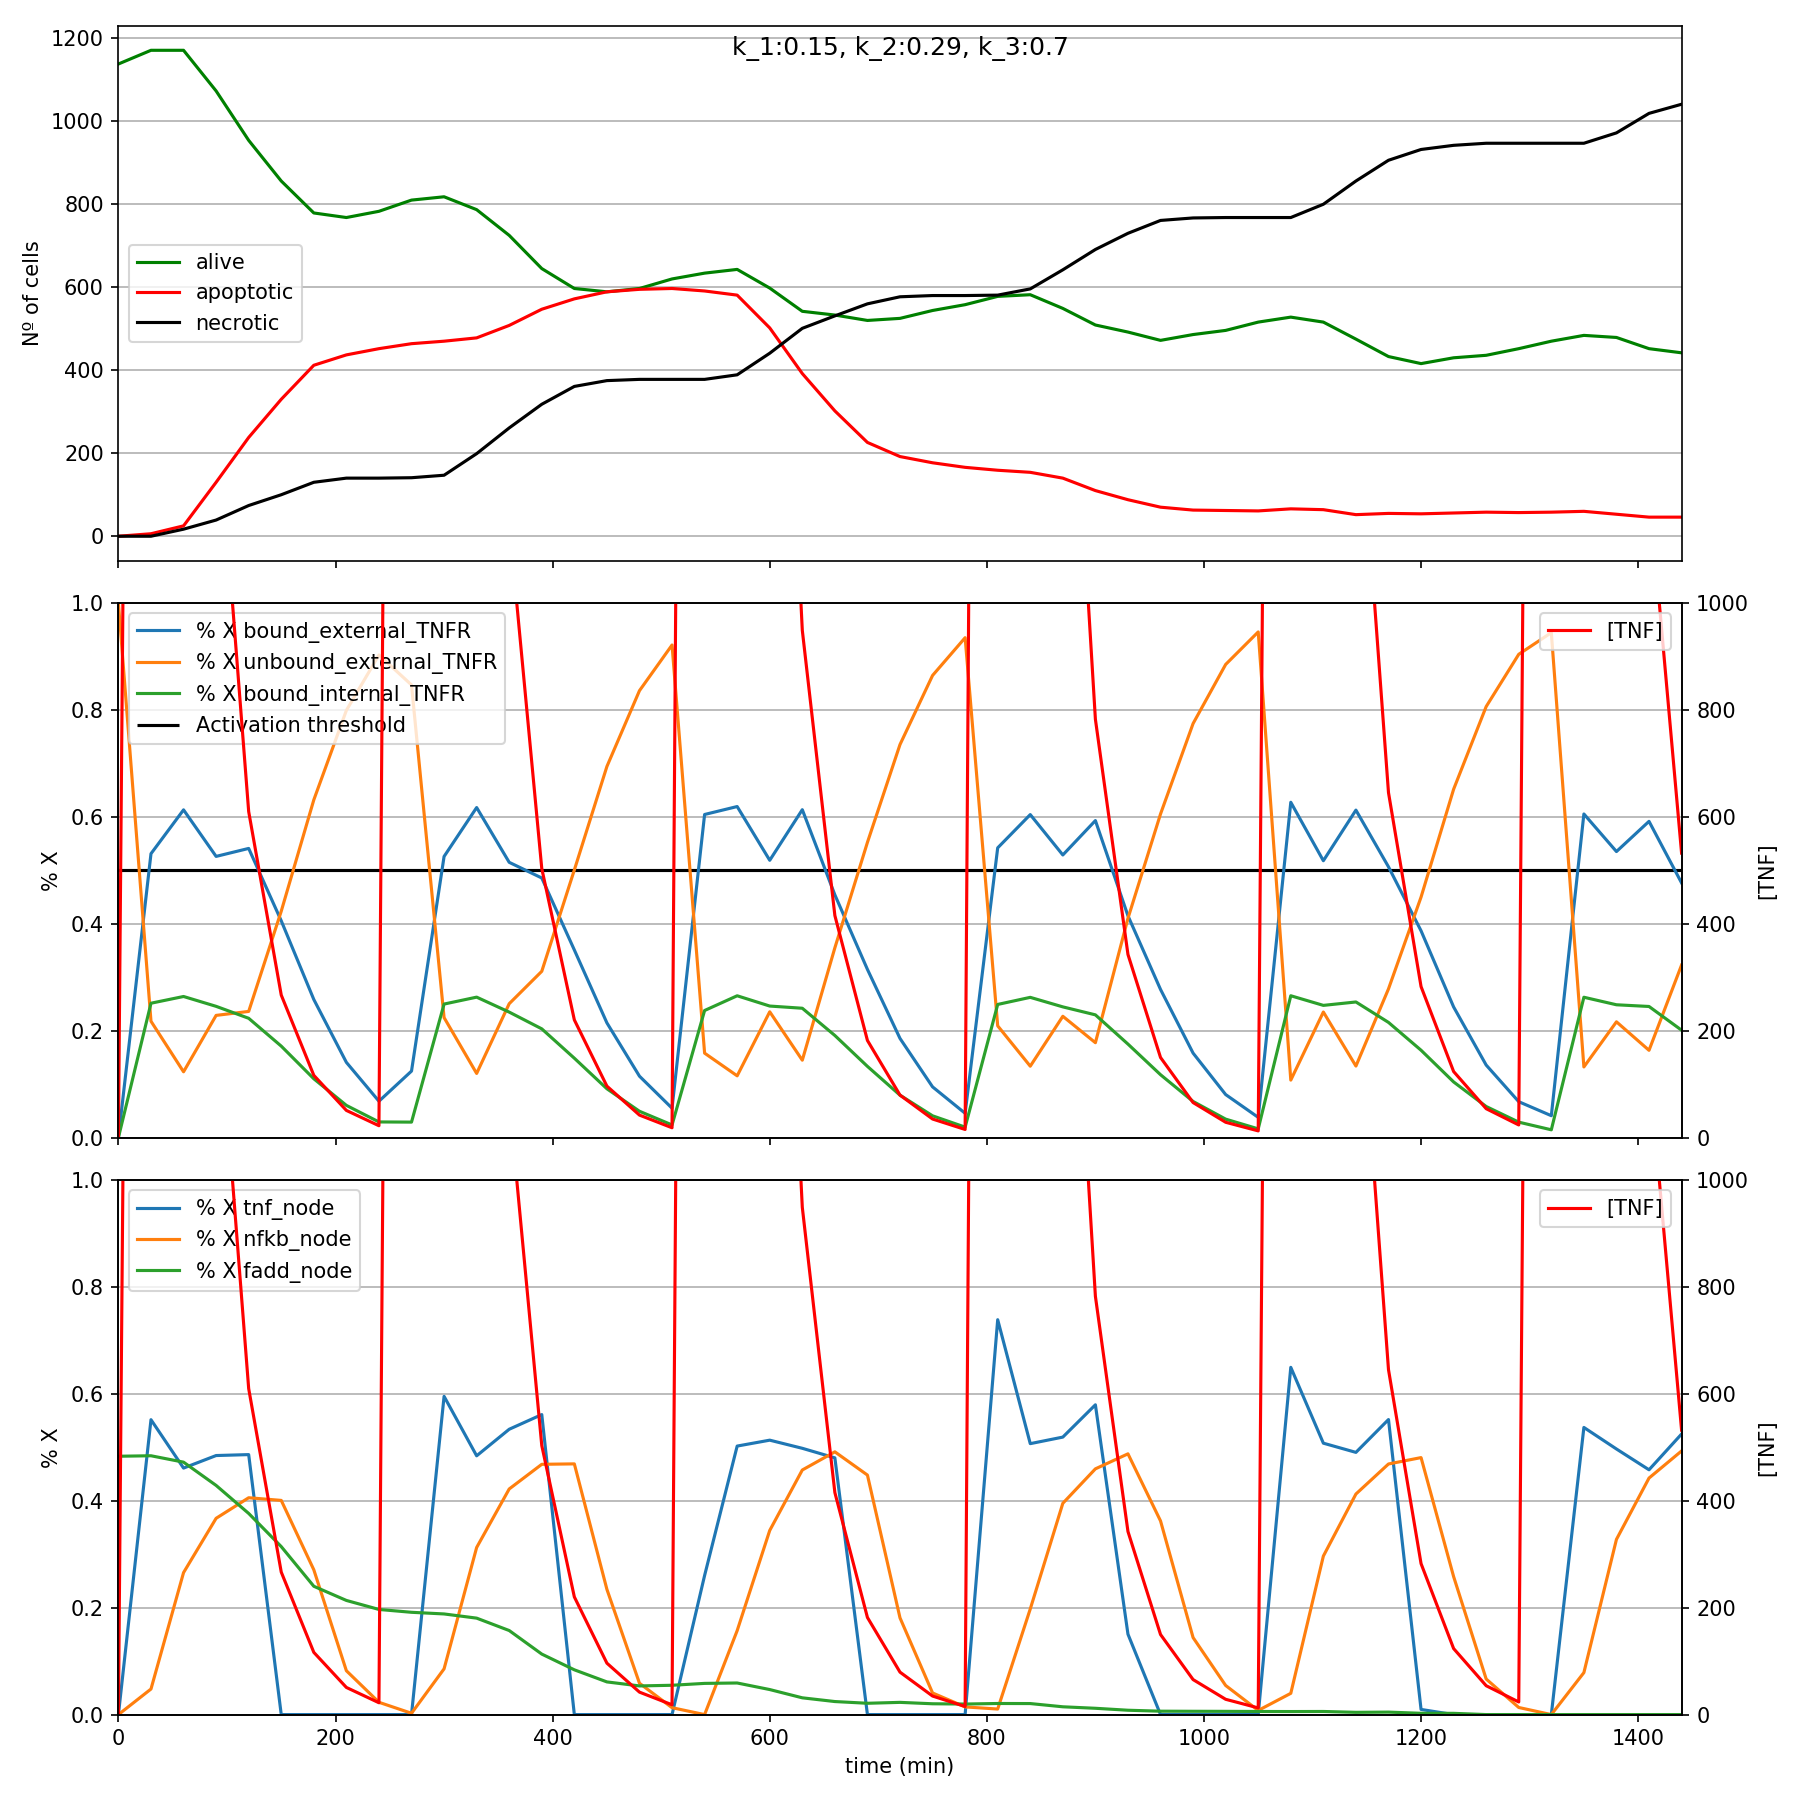 k_1:0.15, k_2:0.29, k_3:0.7
1200
1000
800
600
400
200
0
Nº of cells
alive
apoptotic
necrotic
1.0
0.8
0.6
0.4
0.2
0.0
% X
% X bound_external_TNFR
% X unbound_external_TNFR
% X bound_internal_TNFR
Activation threshold
[TNF]
1000
800
600
400
200
0
[TNF]
1.0
0.8
0.6
0.4
0.2
0.0
% X
% X tnf_node
% X nfkb_node
% X fadd_node
[TNF]
1000
800
600
400
200
0
[TNF]
0 200 400 600 800 1000 1200 1400
time (min)